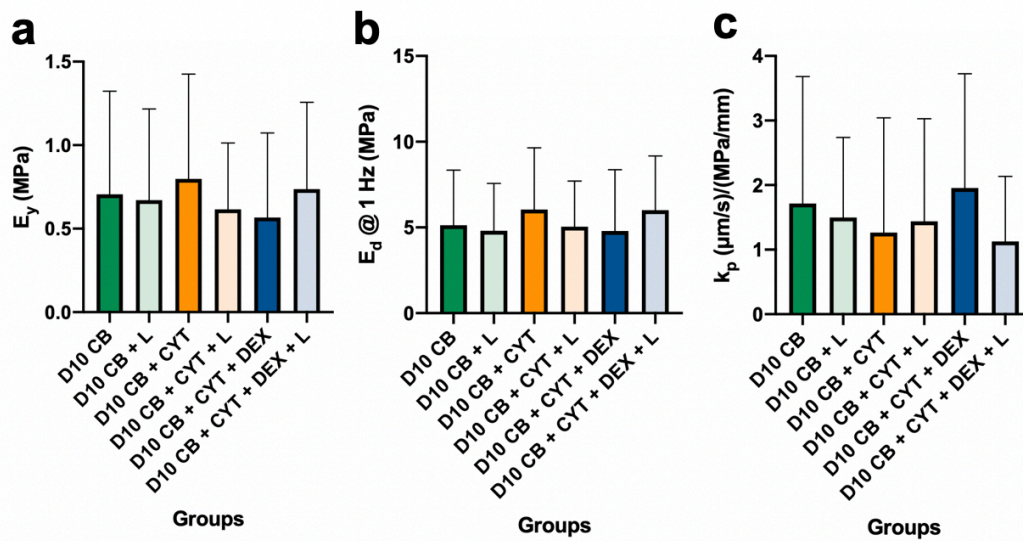 a
E_y (MPa)
1.5
1.0
0.5
0.0
D10 CB
D10 CB + L
D10 CB + CYT
D10 CB + CYT + L
D10 CB + CYT + DEX
D10 CB + CYT + DEX + L
Groups
b
E_d @ 1 Hz (MPa)
15
10
5
0
D10 CB
D10 CB + L
D10 CB + CYT
D10 CB + CYT + L
D10 CB + CYT + DEX
D10 CB + CYT + DEX + L
Groups
c
k_p (μm/s)/(MPa/mm)
4
3
2
1
0
D10 CB
D10 CB + L
D10 CB + CYT
D10 CB + CYT + L
D10 CB + CYT + DEX
D10 CB + CYT + DEX + L
Groups